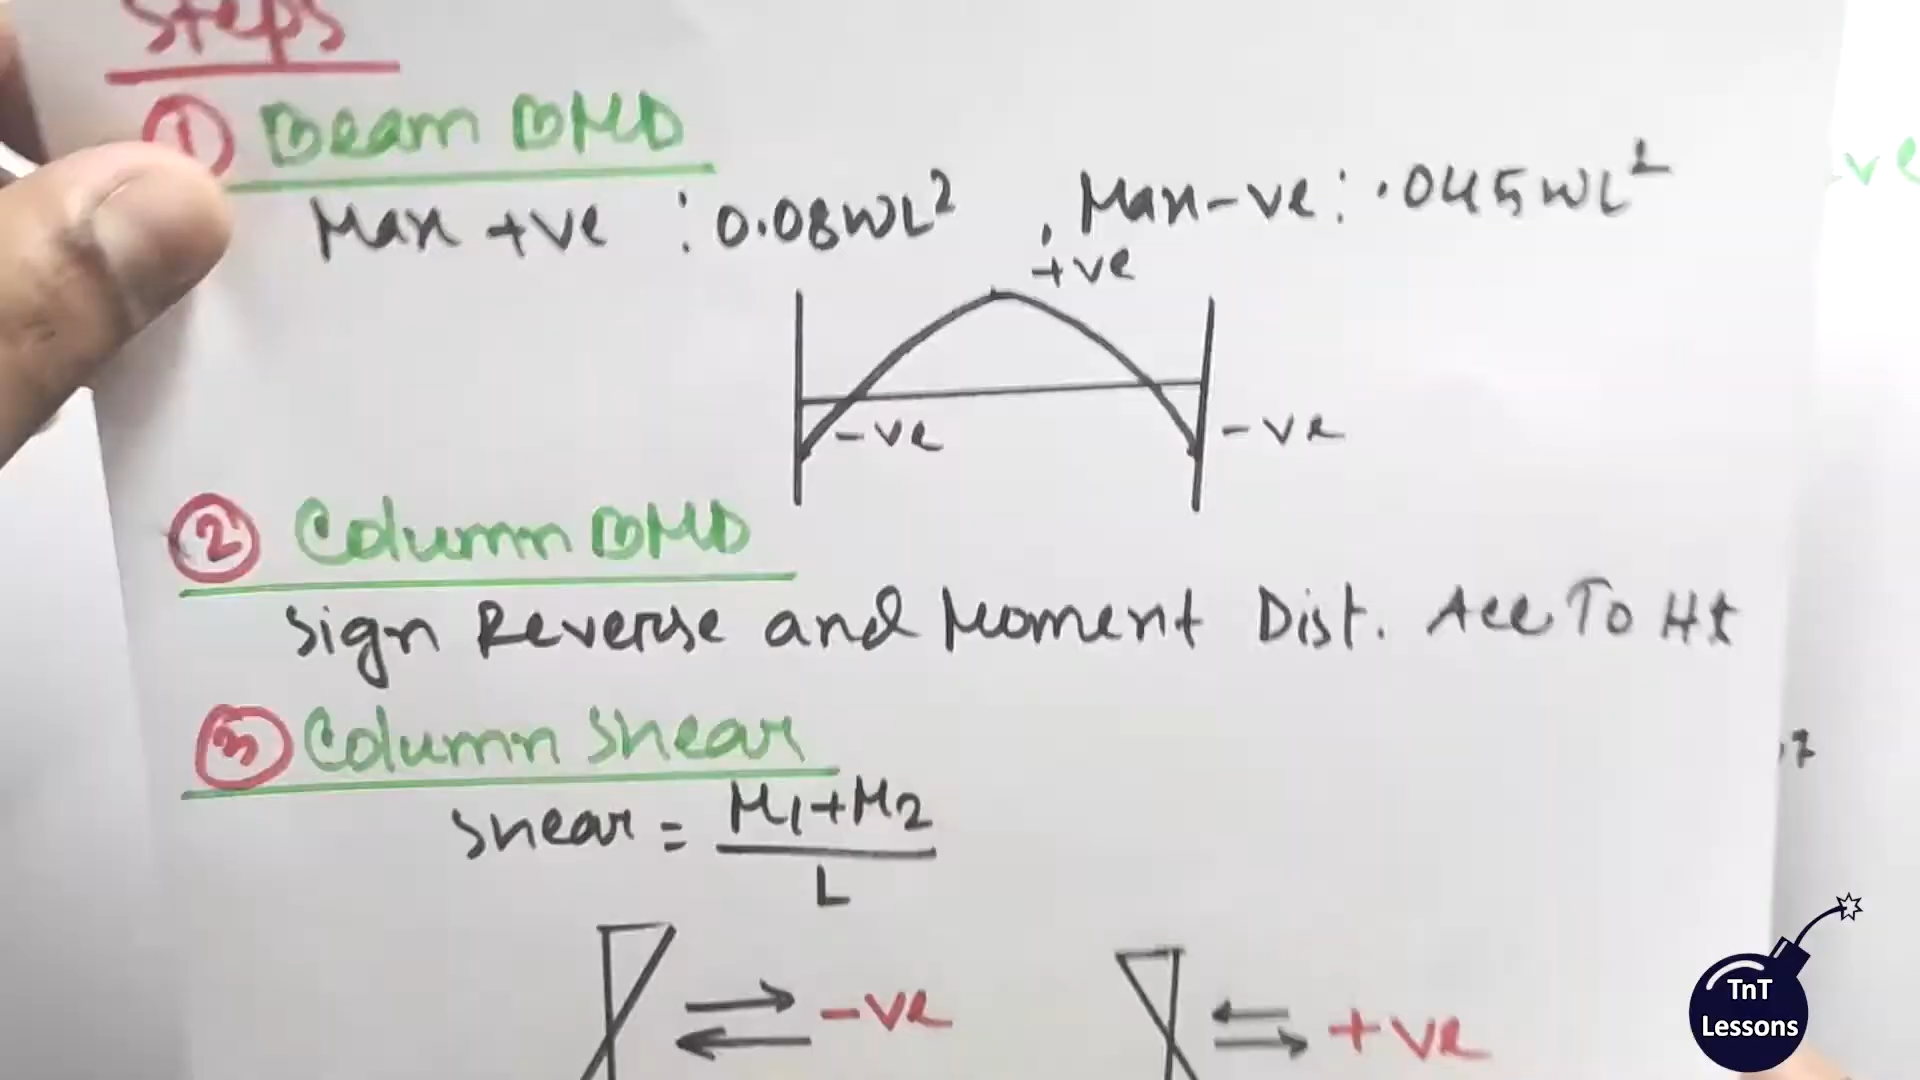 Steps
① Beam BMD
Max +ve : 0.08WL² , Max-ve : .045WL²
+ve
-ve
-ve
② Column BMD
Sign Reverse and Moment Dist. Acc To Ht
③ Column Shear
Shear = M1+M2
L
-ve
+ve
ve
TnT
Lessons